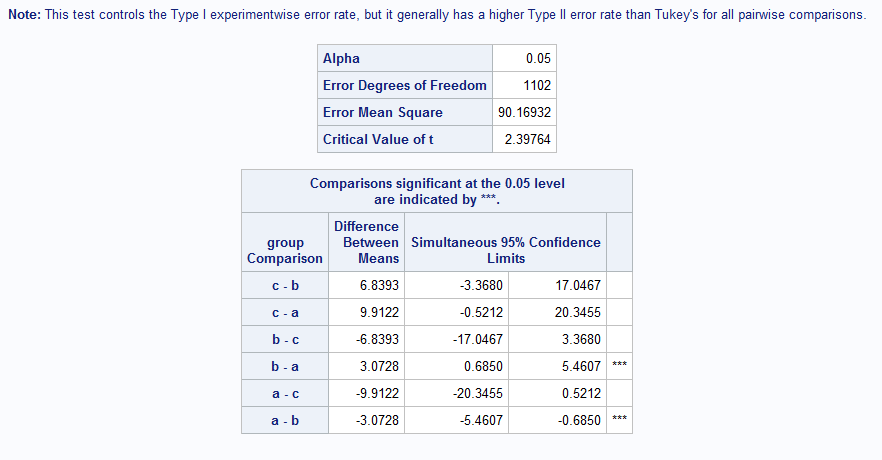 Note: This test controls the Type I experimentwise error rate, but it generally has a higher Type II error rate than Tukey's for all pairwise comparisons.
Alpha 0.05
Error Degrees of Freedom 1102
Error Mean Square 90.16932
Critical Value of t 2.39764
Comparisons significant at the 0.05 level
are indicated by ***.
group
Comparison
Difference
Between
Means
Simultaneous 95% Confidence
Limits
c - b 6.8393 -3.3680 17.0467
c - a 9.9122 -0.5212 20.3455
b - c -6.8393 -17.0467 3.3680
b - a 3.0728 0.6850 5.4607 ***
a - c -9.9122 -20.3455 0.5212
a - b -3.0728 -5.4607 -0.6850 ***